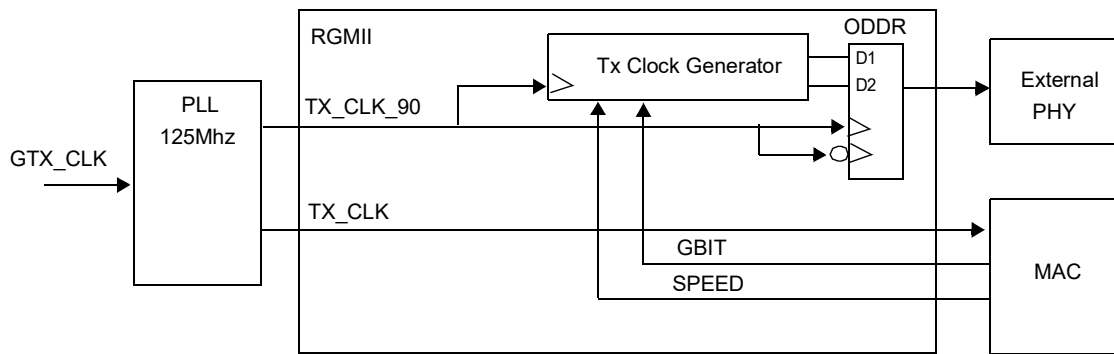 RGMII
ODDR
Tx Clock Generator
D1
D2
External
PHY
PLL
125Mhz
TX_CLK_90
GTX_CLK
TX_CLK
GBIT
SPEED
MAC